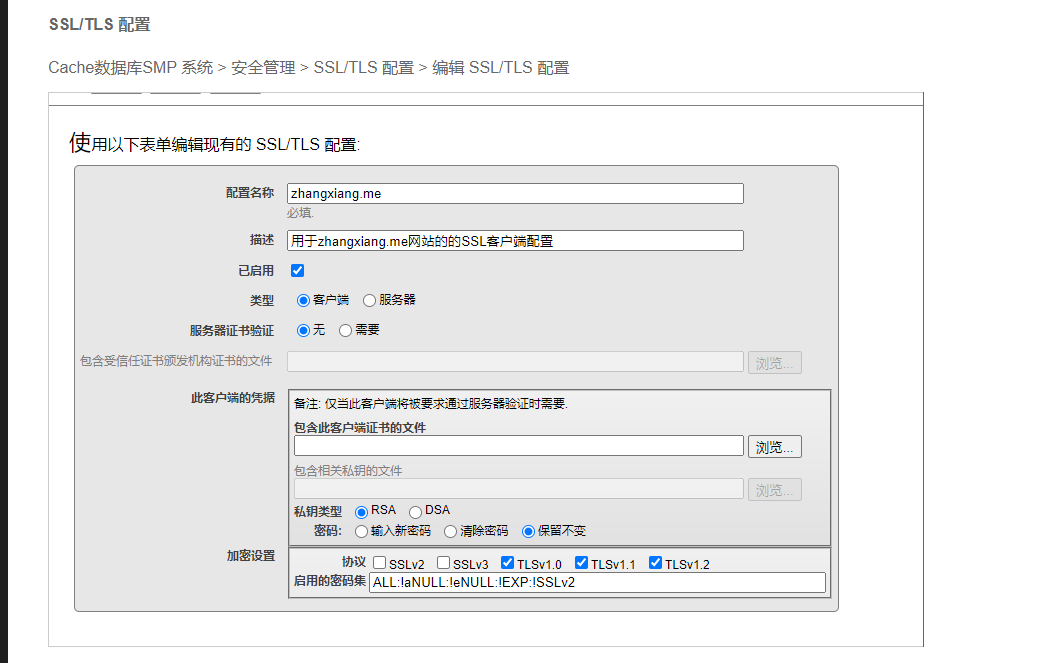 SSL/TLS 配置
Cache数据库SMP 系统 > 安全管理 > SSL/TLS 配置 > 编辑 SSL/TLS 配置
使用以下表单编辑现有的 SSL/TLS 配置:
配置名称 zhangxiang.me
必填.
描述 用于zhangxiang.me网站的的SSL客户端配置
已启用
类型 客户端 服务器
服务器证书验证 无 需要
包含受信任证书颁发机构证书的文件 浏览...
此客户端的凭据 备注: 仅当此客户端将被要求通过服务器验证时需要.
包含此客户端证书的文件
浏览...
包含相关私钥的文件
浏览...
私钥类型 RSA DSA
密码: 输入新密码 清除密码 保留不变
加密设置 协议 SSLv2 SSLv3 TLSv1.0 TLSv1.1 TLSv1.2
启用的密码集 ALL:!aNULL:!eNULL:!EXP:!SSLv2